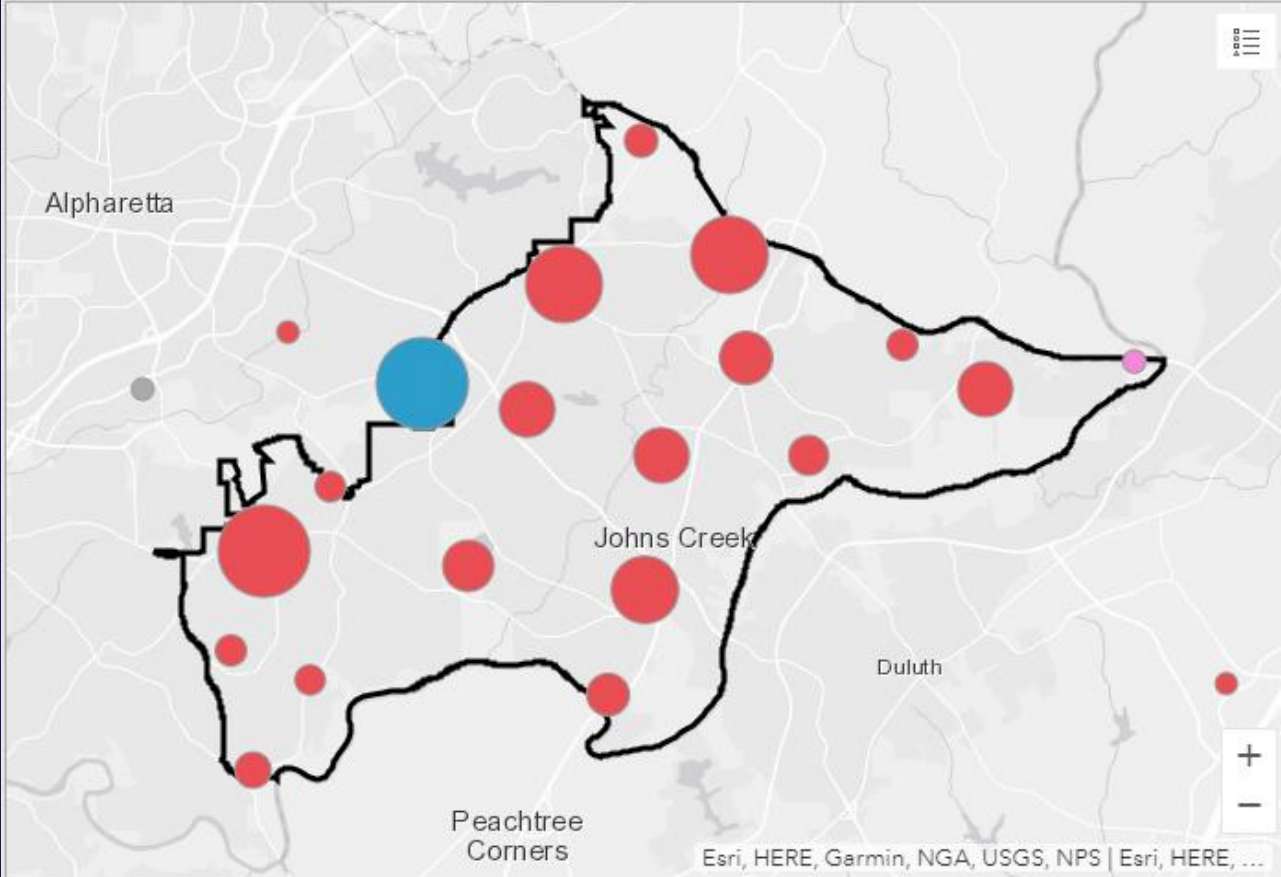 Alpharetta
Johns Creek
Duluth
Peachtree
Corners
+
−
Esri, HERE, Garmin, NGA, USGS, NPS | Esri, HERE, ...